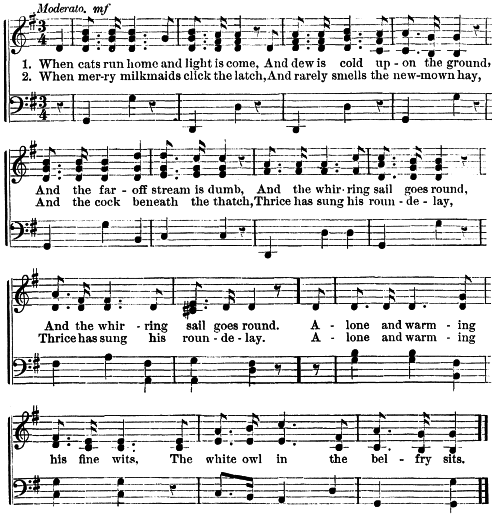 Moderato, mf
1. When cats run home and light is come, And dew is cold up-on the ground,
2. When mer-ry milkmaids click the latch, And rarely smells the new-mown hay,
And the far-off stream is dumb, And the whir-ring sail goes round,
And the cock beneath the thatch, Thrice has sung his roun-de-lay,
And the whir-ring sail goes round. A-lone and warm-ing
Thrice has sung his roun-de-lay. A-lone and warm-ing
his fine wits, The white owl in the bel-fry sits.